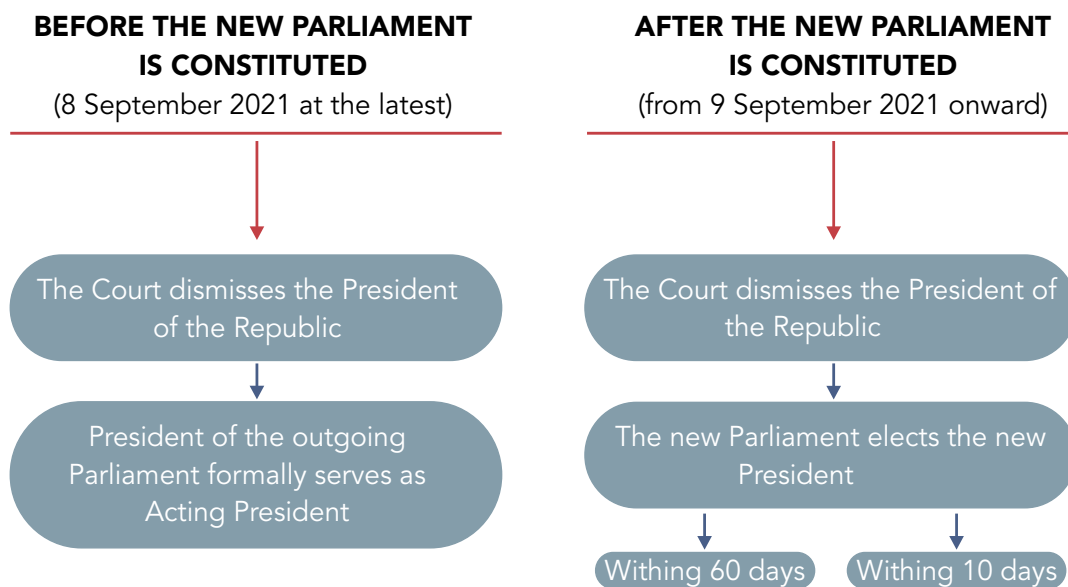 BEFORE THE NEW PARLIAMENT
IS CONSTITUTED
(8 September 2021 at the latest)
The Court dismisses the President
of the Republic
President of the outgoing
Parliament formally serves as
Acting President
AFTER THE NEW PARLIAMENT
IS CONSTITUTED
(from 9 September 2021 onward)
The Court dismisses the President of
the Republic
The new Parliament elects the new
President
Withing 60 days
Withing 10 days